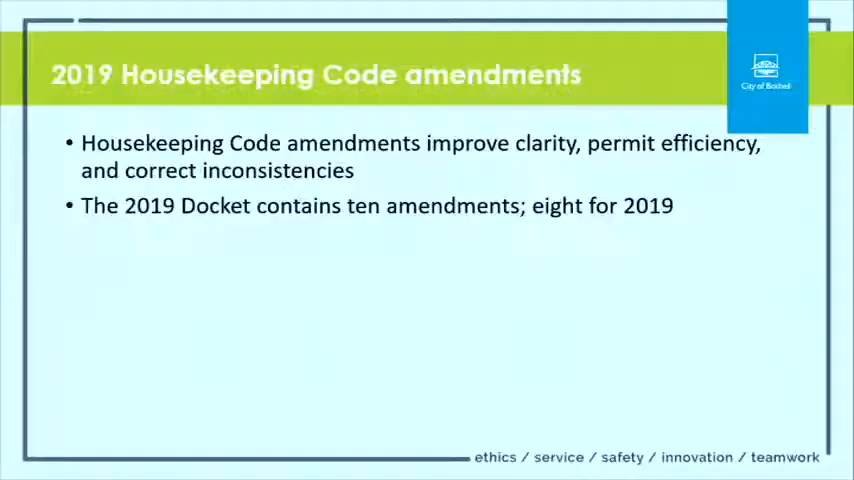 2019 Housekeeping Code amendments
City of Bothell
• Housekeeping Code amendments improve clarity, permit efficiency,
and correct inconsistencies
• The 2019 Docket contains ten amendments; eight for 2019
ethics / service / safety / innovation / teamwork